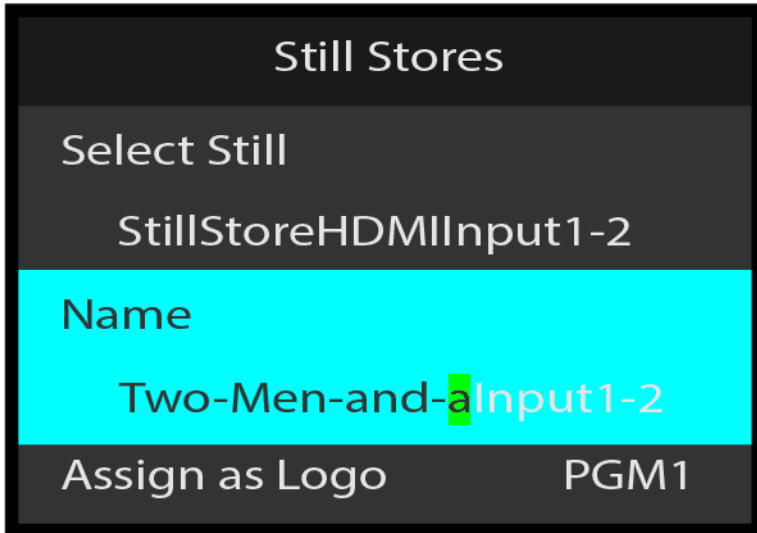 Still Stores
Select Still
StillStoreHDMIInput1-2
Name
Two-Men-and-aInput1-2
Assign as Logo PGM1